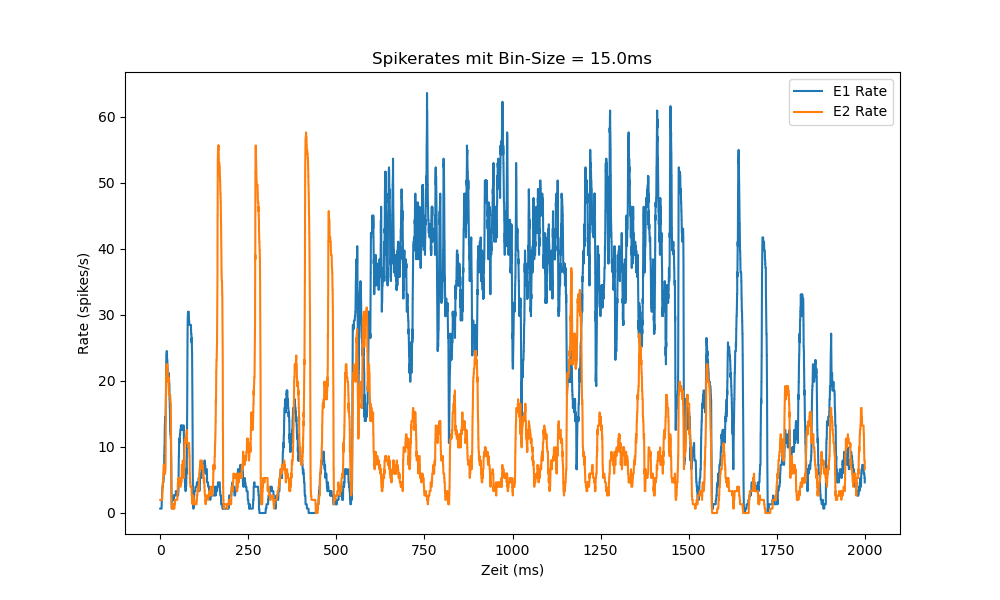 Spikerates mit Bin-Size = 15.0ms
E1 Rate
E2 Rate
Rate (spikes/s)
60
50
40
30
20
10
0
0 250 500 750 1000 1250 1500 1750 2000
Zeit (ms)